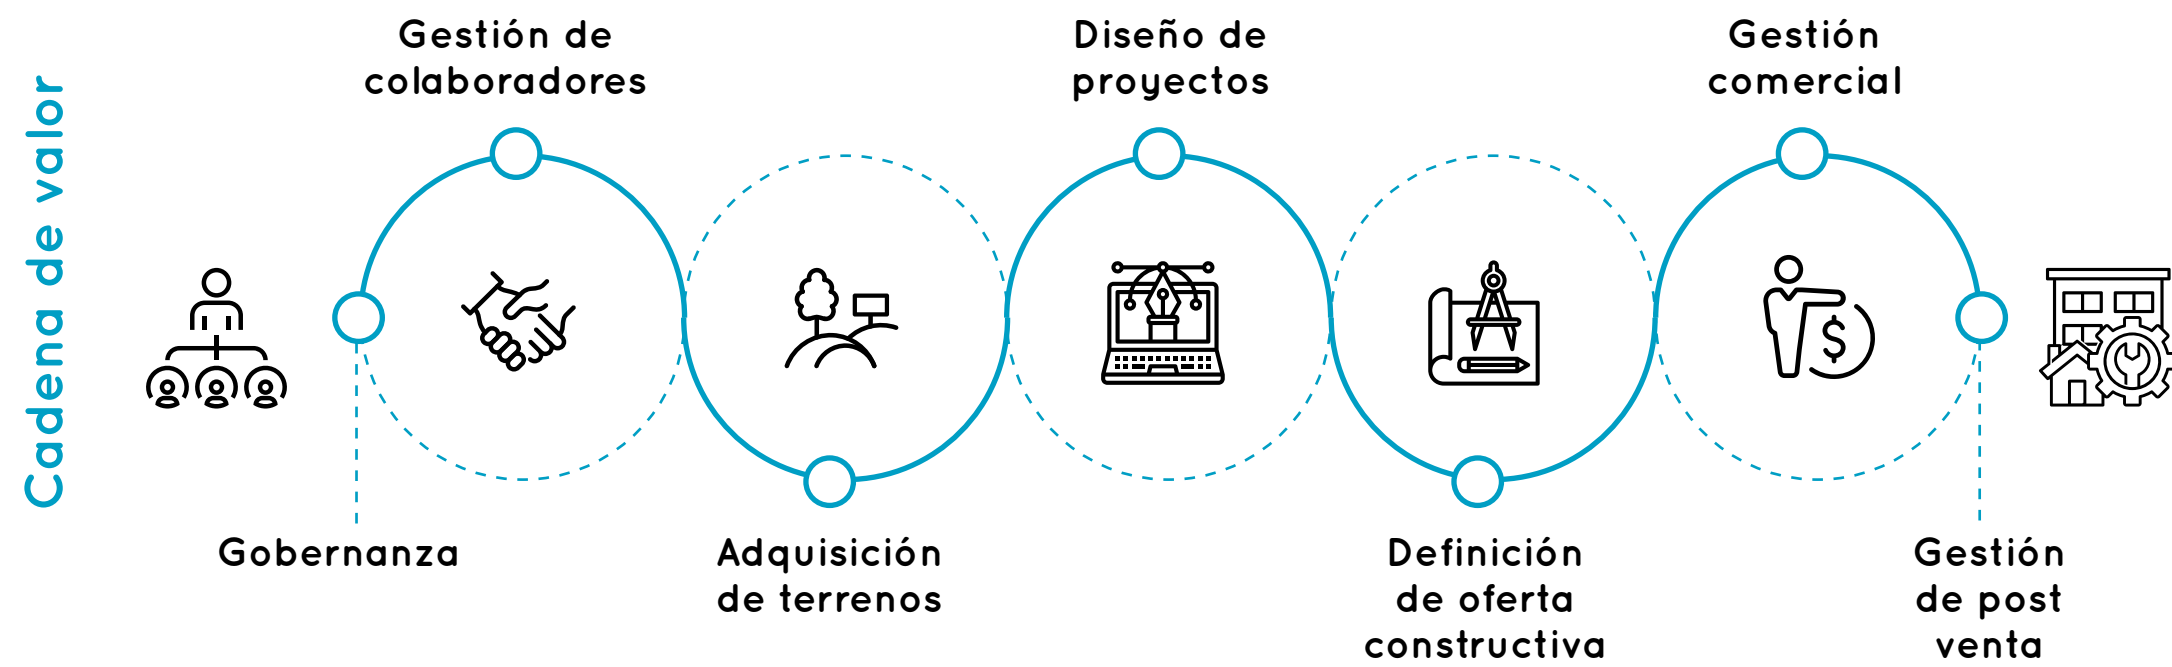 Cadena de valor
Gobernanza
Gestión de
colaboradores
Adquisición
de terrenos
Diseño de
proyectos
Definición
de oferta
constructiva
Gestión
comercial
Gestión
de post
venta
$